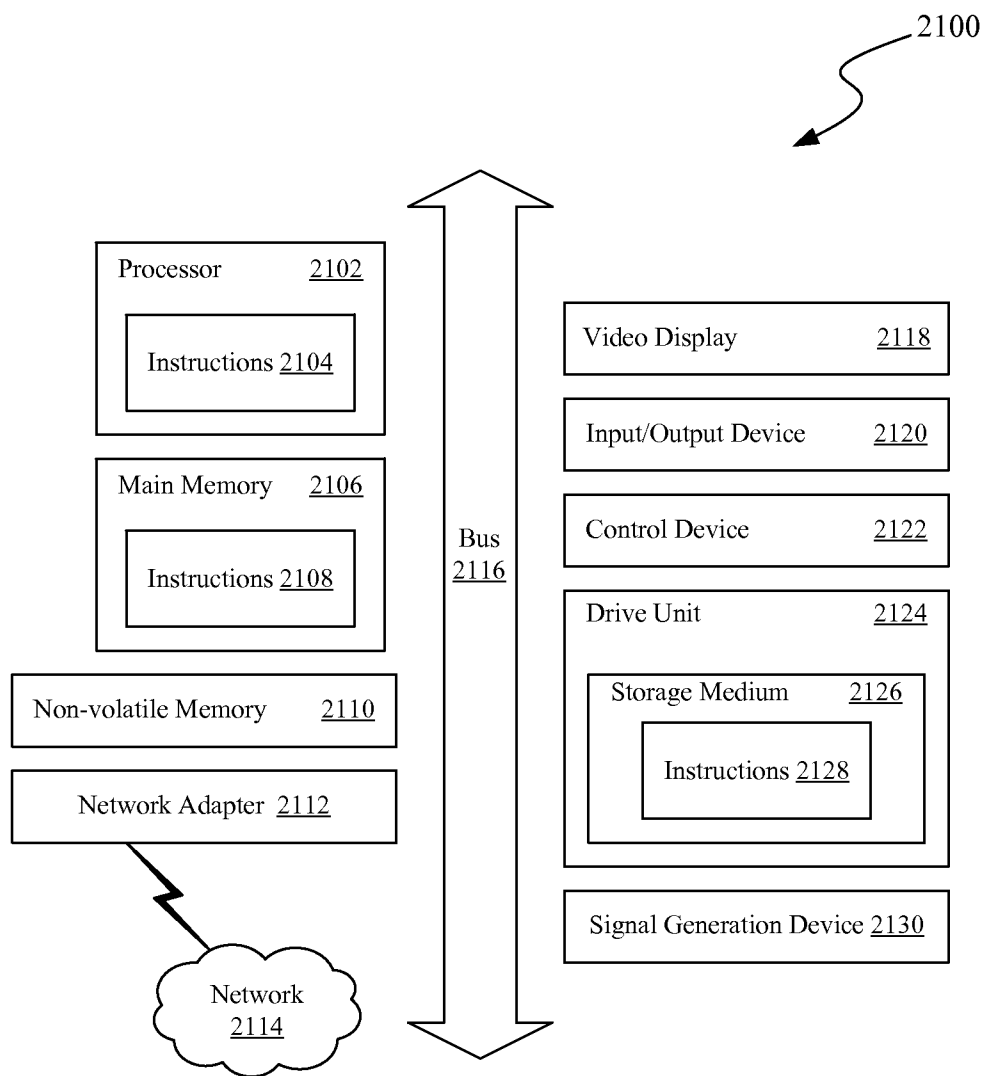 2100
Processor 2102
Instructions 2104
Main Memory 2106
Instructions 2108
Non-volatile Memory 2110
Network Adapter 2112
Network
2114
Bus
2116
Video Display 2118
Input/Output Device 2120
Control Device 2122
Drive Unit 2124
Storage Medium 2126
Instructions 2128
Signal Generation Device 2130